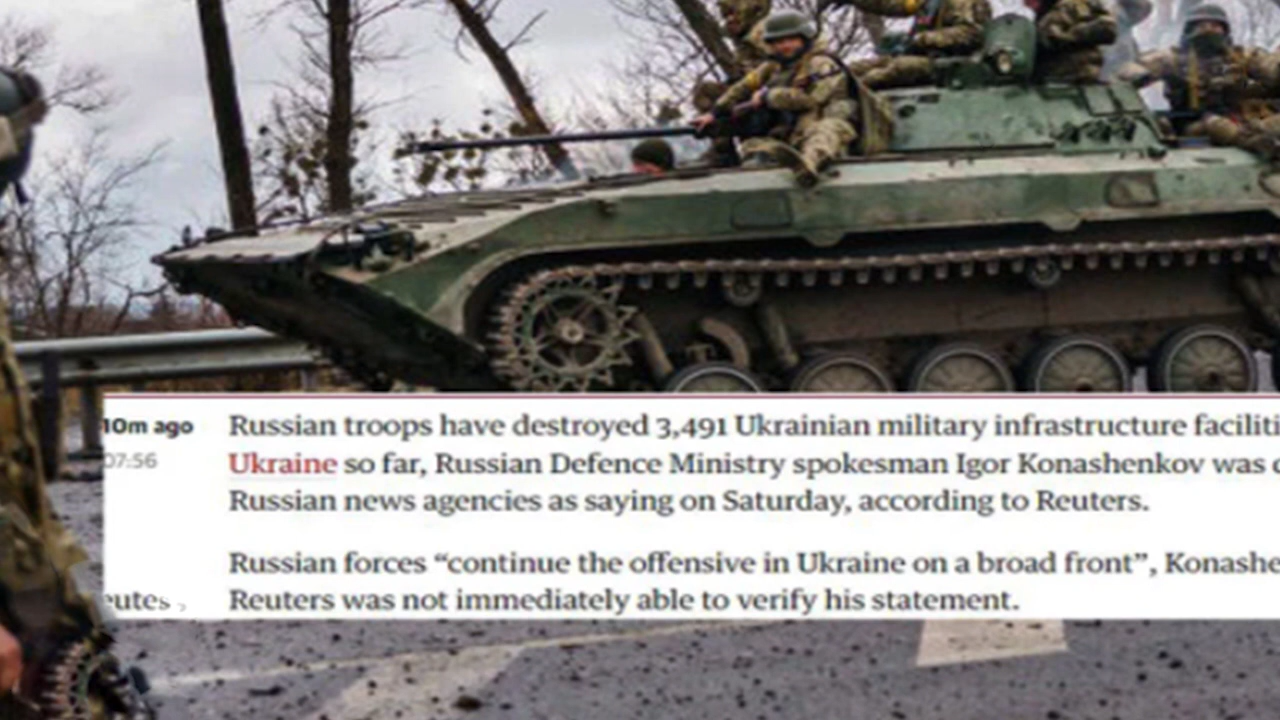 10m ago
07:56
Russian troops have destroyed 3,491 Ukrainian military infrastructure
Ukraine so far, Russian Defence Ministry spokesman Igor Konashenkov was
Russian news agencies as saying on Saturday, according to Reuters.
Russian forces “continue the offensive in Ukraine on a broad front”,
Reuters was not immediately able to verify his statement.